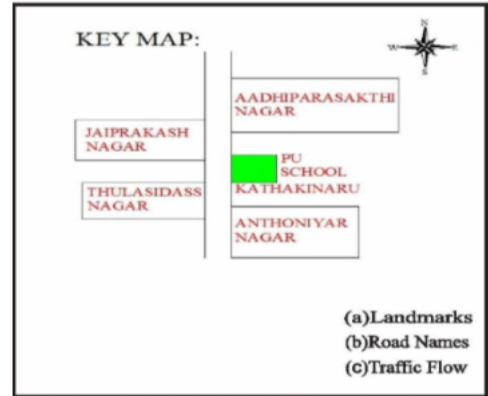 KEY MAP:
N
W E
S
AADHIPARASAKTHI
NAGAR
JAIPRAKASH
NAGAR
PU
SCHOOL
KATHAKINARU
THULASIDASS
NAGAR
ANTHONIYAR
NAGAR
(a)Landmarks
(b)Road Names
(c)Traffic Flow